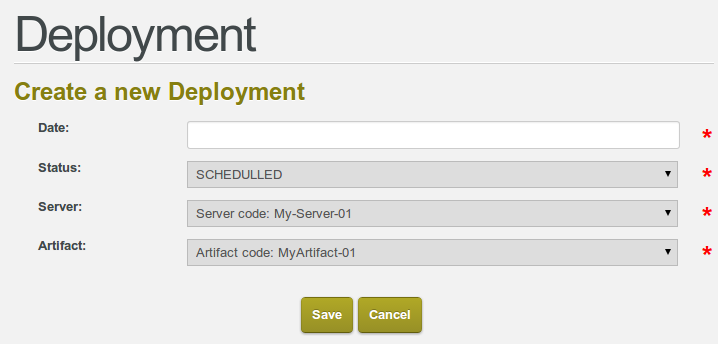 Deployment
Create a new Deployment
Date: *
Status: SCHEDULLED *
Server: Server code: My-Server-01 *
Artifact: Artifact code: MyArtifact-01 *
Save Cancel